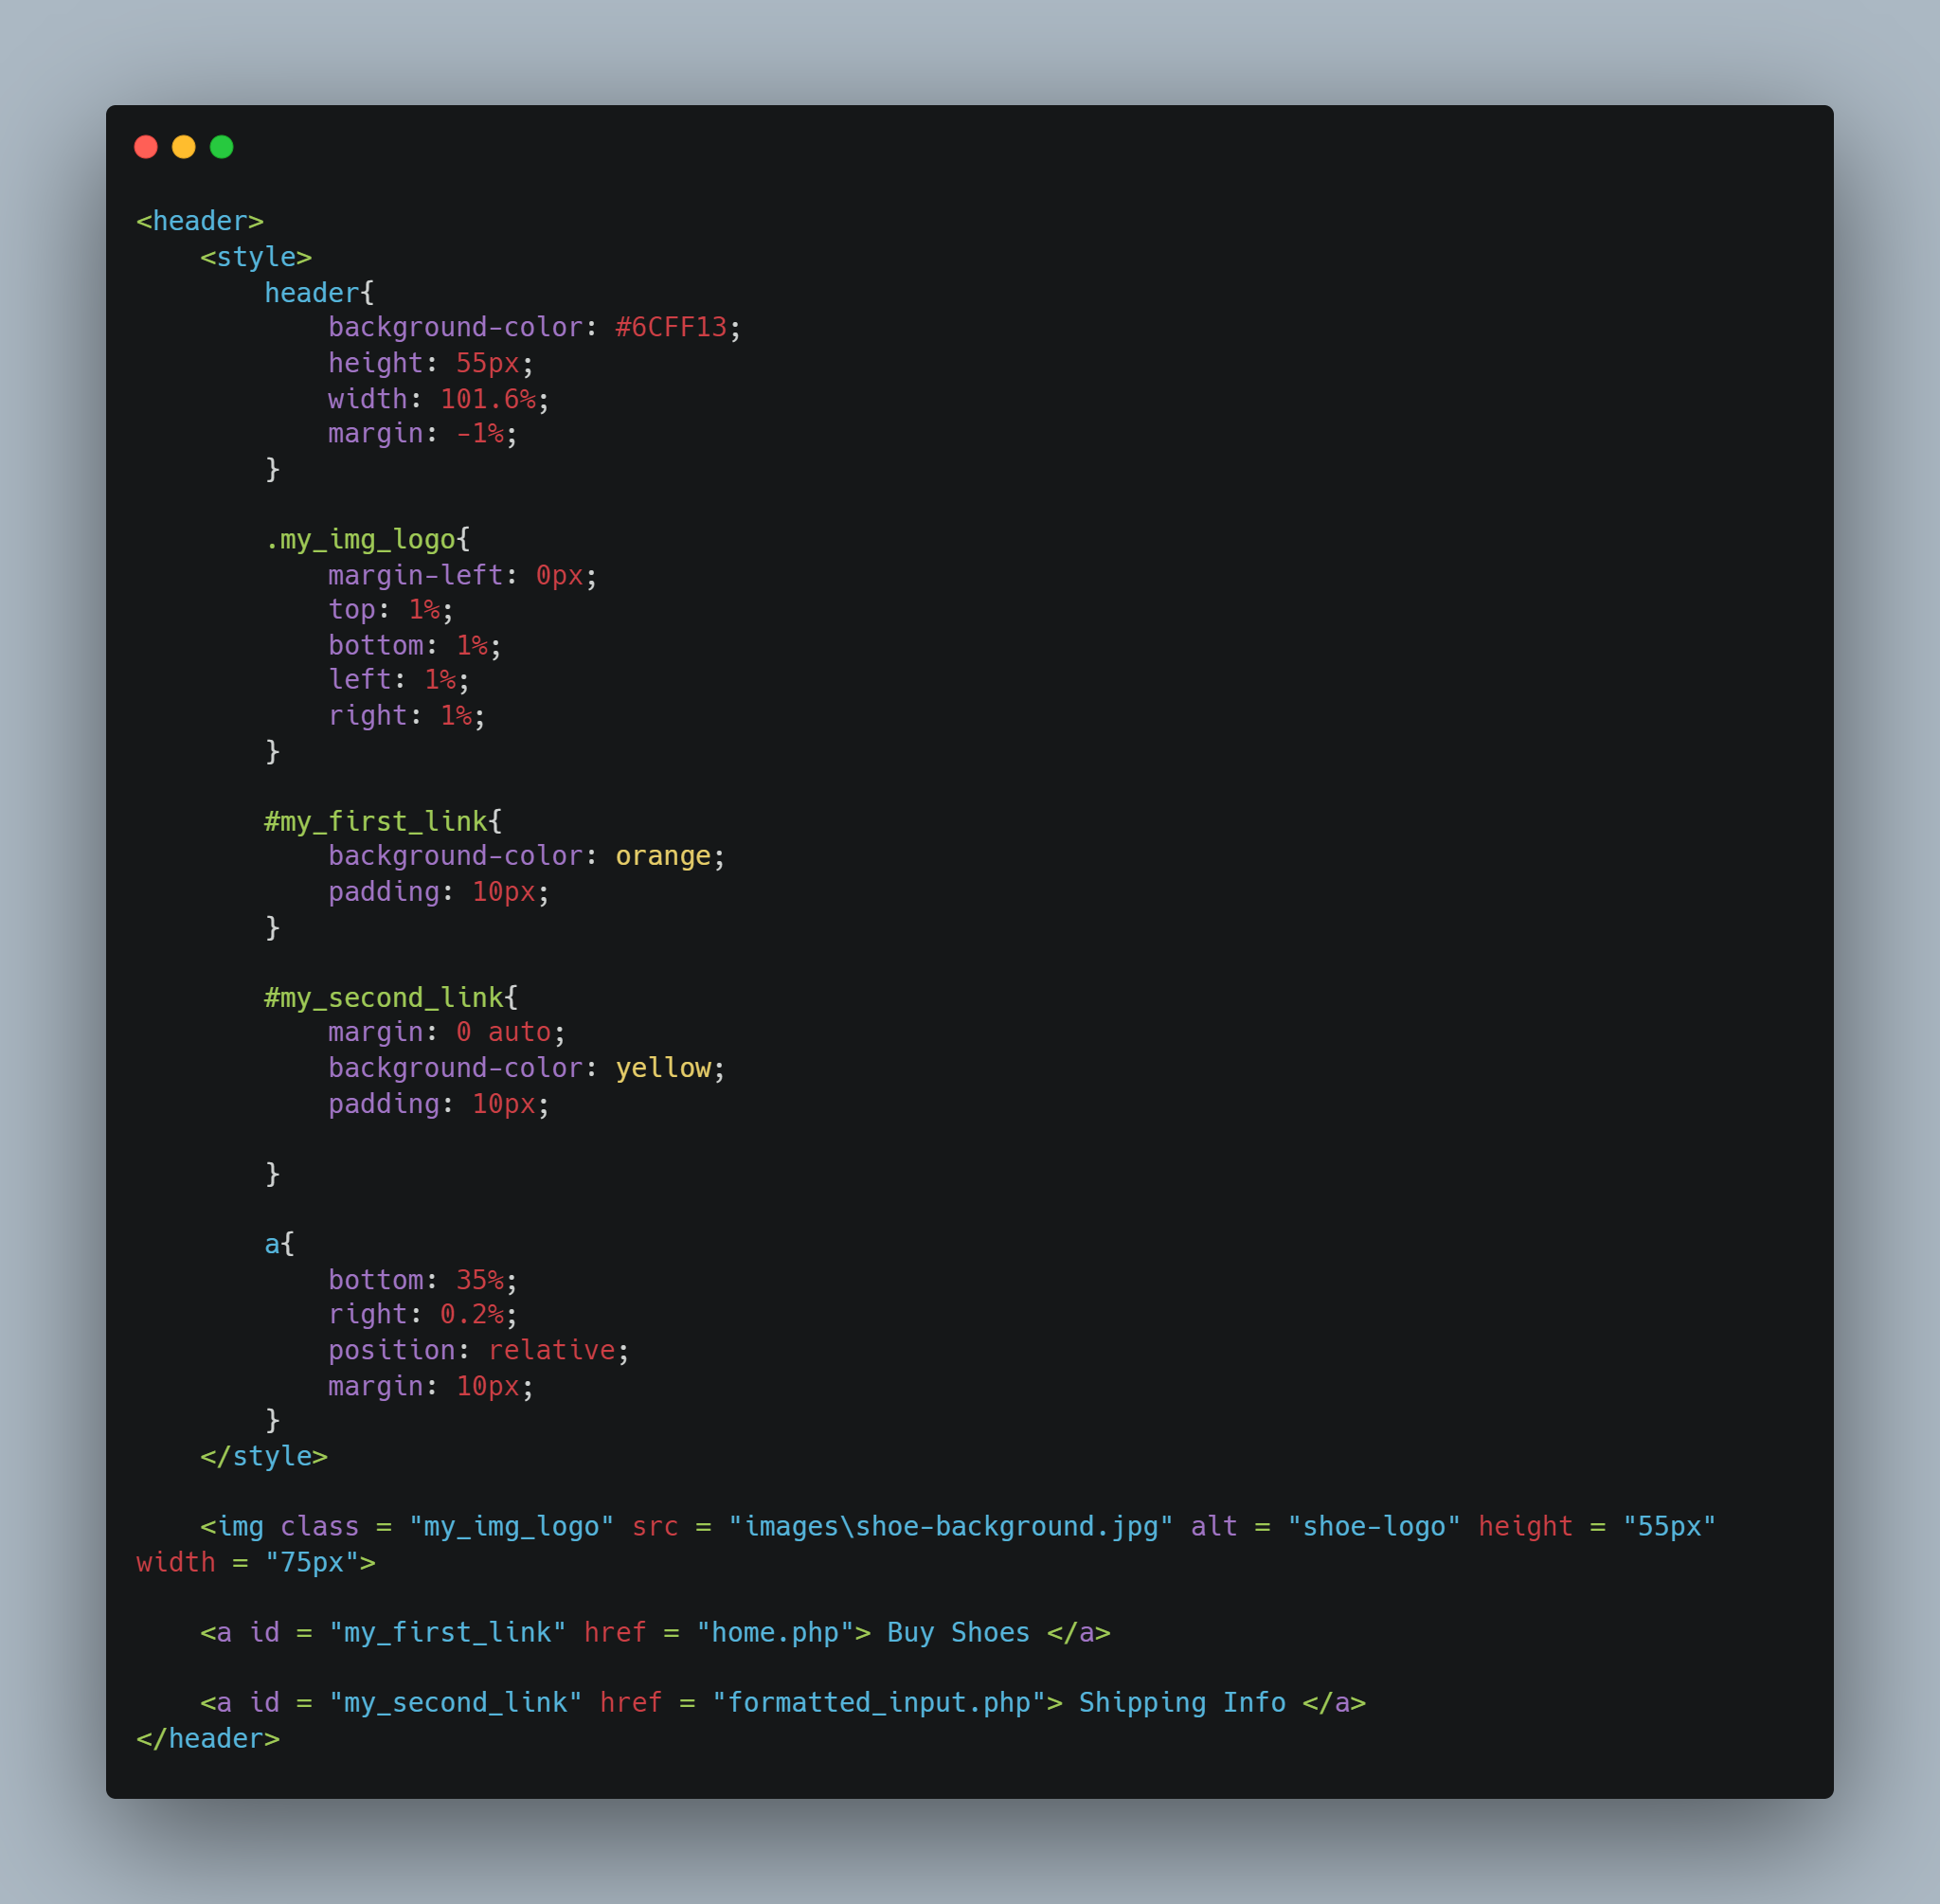 <header>
    <style>
        header{
            background-color: #6CFF13;
            height: 55px;
            width: 101.6%;
            margin: -1%;
        }

        .my_img_logo{
            margin-left: 0px;
            top: 1%;
            bottom: 1%;
            left: 1%;
            right: 1%;
        }

        #my_first_link{
            background-color: orange;
            padding: 10px;
        }

        #my_second_link{
            margin: 0 auto;
            background-color: yellow;
            padding: 10px;

        }

        a{
            bottom: 35%;
            right: 0.2%;
            position: relative;
            margin: 10px;
        }
    </style>

    <img class = "my_img_logo" src = "images\shoe-background.jpg" alt = "shoe-logo" height = "55px"
width = "75px">

    <a id = "my_first_link" href = "home.php"> Buy Shoes </a>

    <a id = "my_second_link" href = "formatted_input.php"> Shipping Info </a>
</header>